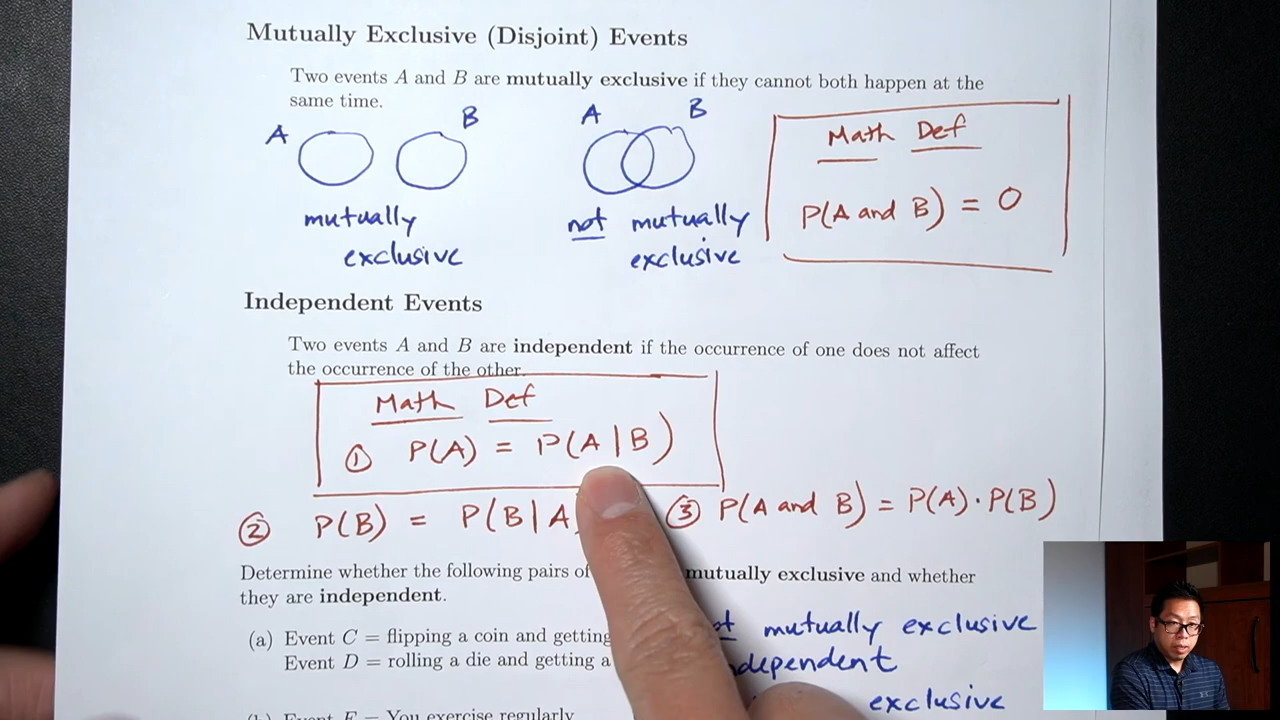 Mutually Exclusive (Disjoint) Events
Two events A and B are mutually exclusive if they cannot both happen at the
same time.
A B
A B
mutually
exclusive
not mutually
exclusive
Math Def
P(A and B) = 0
Independent Events
Two events A and B are independent if the occurrence of one does not affect
the occurrence of the other.
Math Def
① P(A) = P(A|B)
② P(B) = P(B|A
③ P(A and B) = P(A)·P(B)
Determine whether the following pairs of mutually exclusive and whether
they are independent.
(a) Event C = flipping a coin and getting
Event D = rolling a die and getting a
mutually exclusive
dependent
exclusive
You exercise regularly